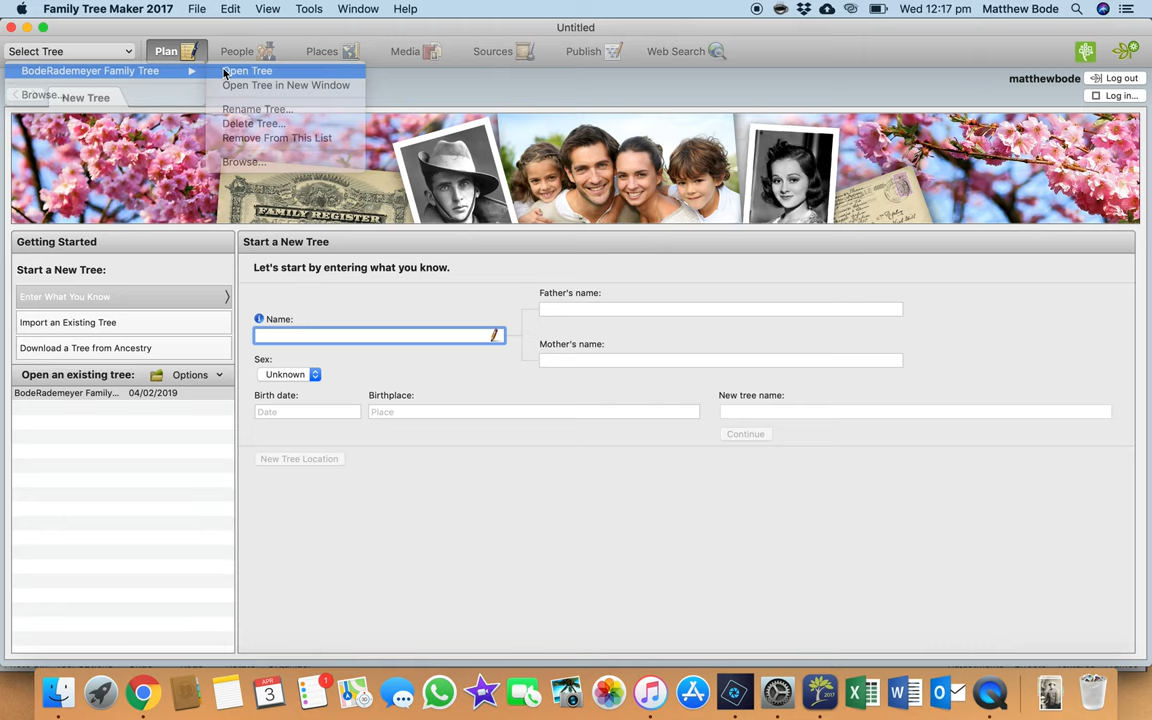 Family Tree Maker 2017 File Edit View Tools Window Help Wed 12:17 pm Matthew Bode
Untitled
Select Tree Plan People Places Media Sources Publish Web Search
BodeRademeyer Family Tree Open Tree
Open Tree in New Window
matthewbode Log out
Browse... New Tree Log in...
Rename Tree...
Delete Tree...
Remove From This List
Browse...
FAMILY REGISTER
Getting Started Start a New Tree
Start a New Tree: Let's start by entering what you know.
Enter What You Know
Father's name:
Import an Existing Tree Name:
Mother's name:
Download a Tree from Ancestry
Sex:
Open an existing tree: Options Unknown
BodeRademeyer Family... 04/02/2019 Birth date: Birthplace: New tree name:
Date Place
Continue
New Tree Location
APR
3
1
2017